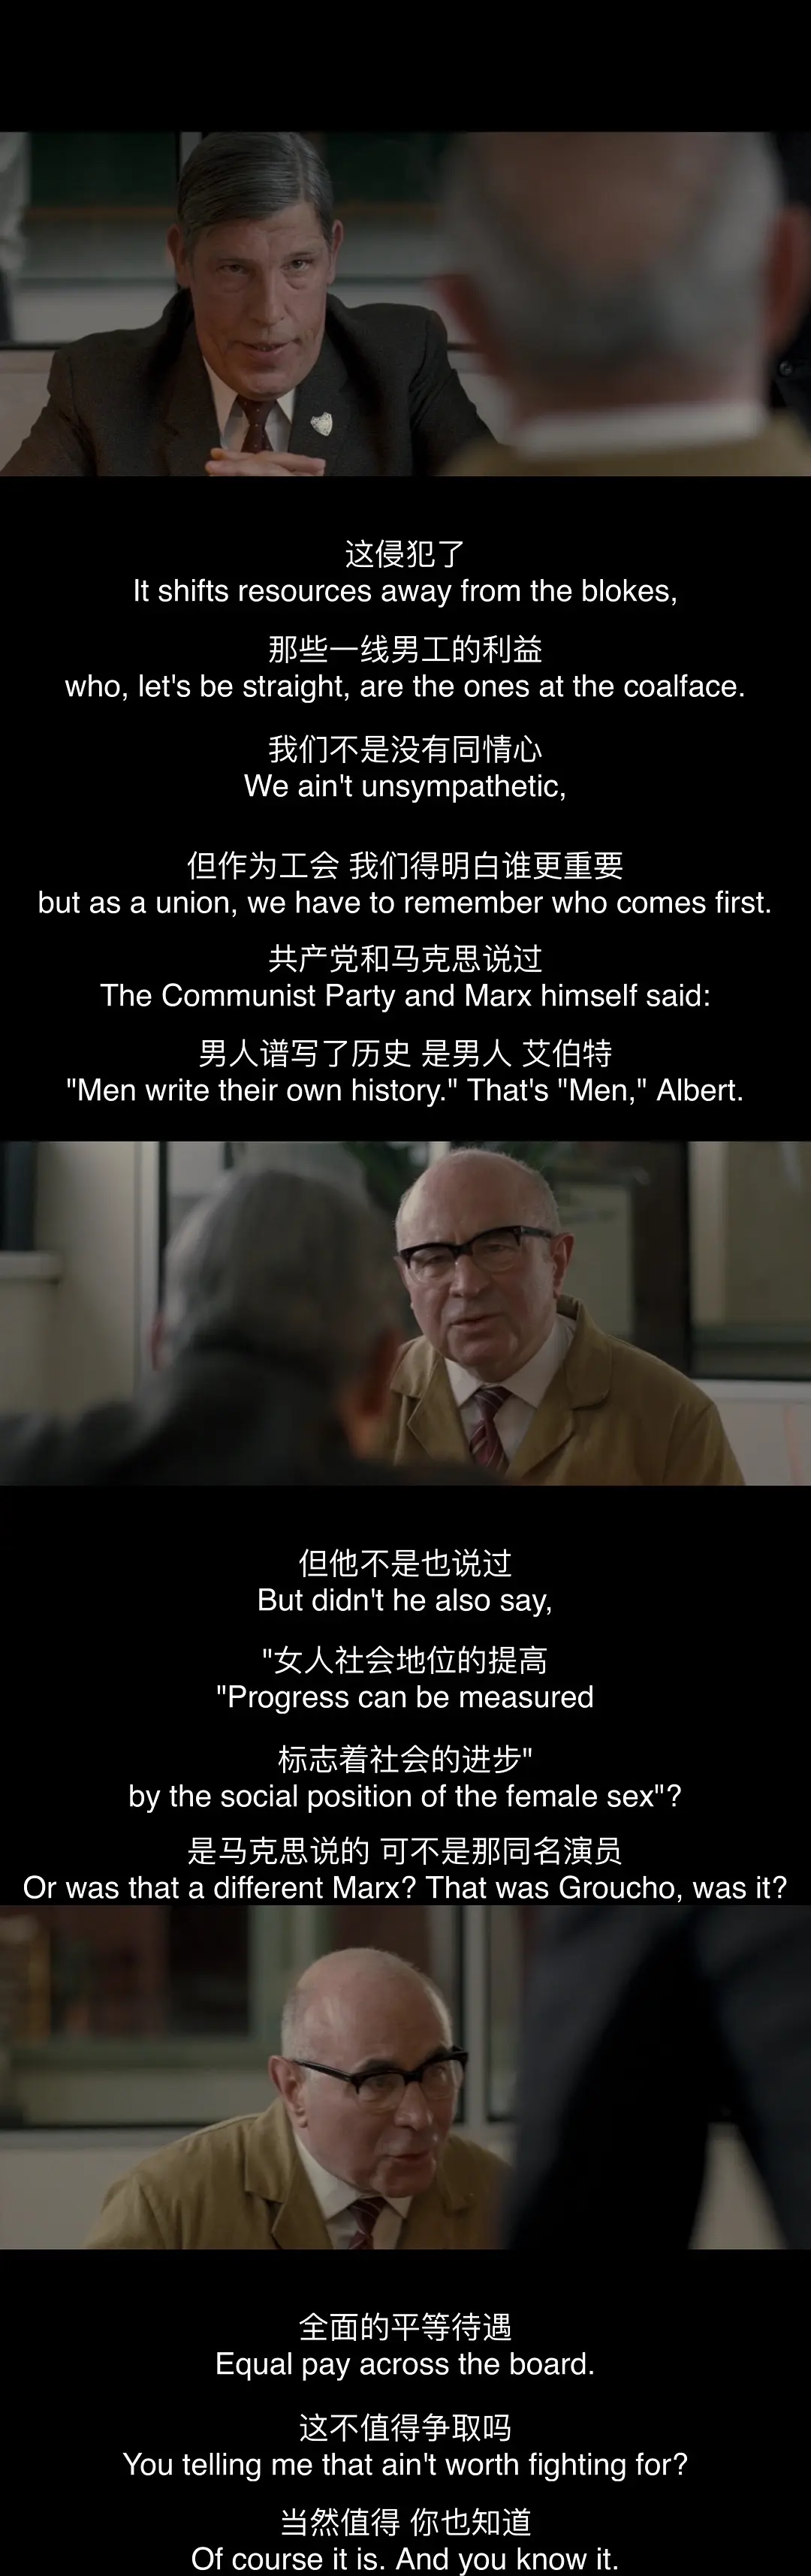 这侵犯了
It shifts resources away from the blokes,
那些一线男工的利益
who, let's be straight, are the ones at the coalface.
我们不是没有同情心
We ain't unsympathetic,
但作为工会 我们得明白谁更重要
but as a union, we have to remember who comes first.
共产党和马克思说过
The Communist Party and Marx himself said:
男人谱写了历史 是男人 艾伯特
"Men write their own history." That's "Men," Albert.
但他不是也说过
But didn't he also say,
"女人社会地位的提高
"Progress can be measured
标志着社会的进步"
by the social position of the female sex"?
是马克思说的 可不是那同名演员
Or was that a different Marx? That was Groucho, was it?
全面的平等待遇
Equal pay across the board.
这不值得争取吗
You telling me that ain't worth fighting for?
当然值得 你也知道
Of course it is. And you know it.